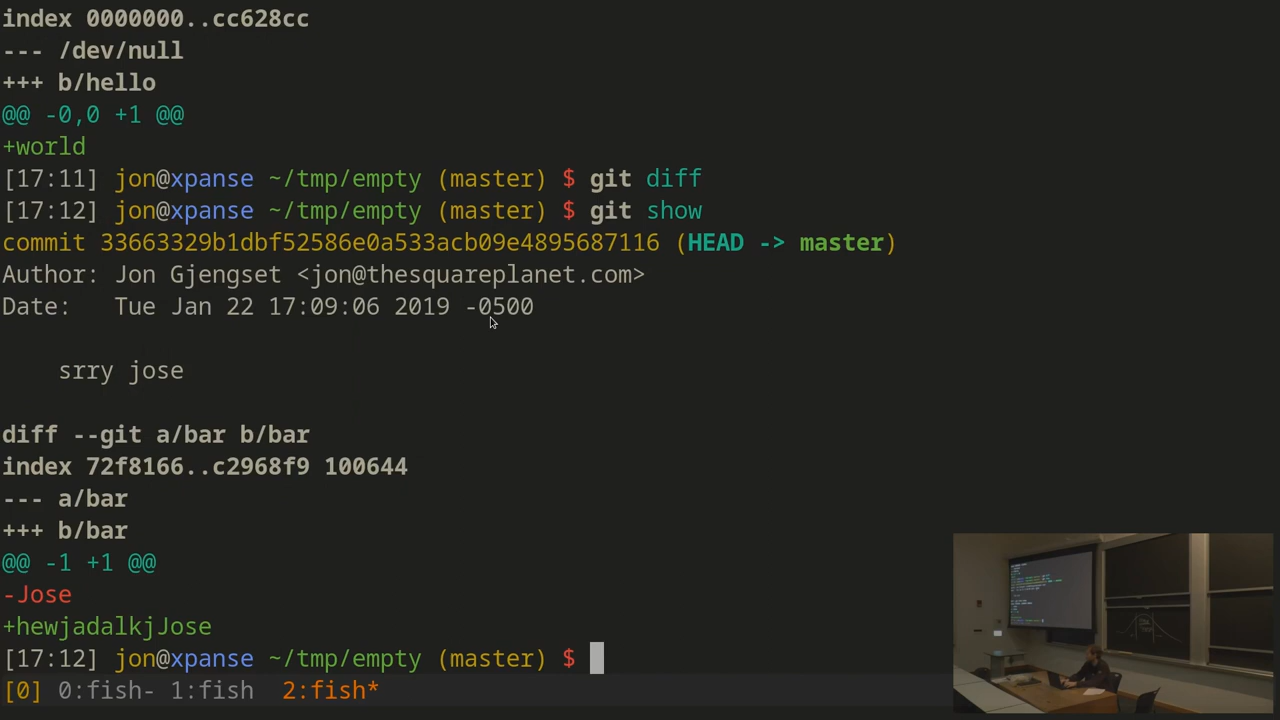 index 0000000..cc628cc
--- /dev/null
+++ b/hello
@@ -0,0 +1 @@
+world
[17:11] jon@xpanse ~/tmp/empty (master) $ git diff
[17:12] jon@xpanse ~/tmp/empty (master) $ git show
commit 33663329b1dbf52586e0a533acb09e4895687116 (HEAD -> master)
Author: Jon Gjengset <jon@thesquareplanet.com>
Date:   Tue Jan 22 17:09:06 2019 -0500
    srry jose
diff --git a/bar b/bar
index 72f8166..c2968f9 100644
--- a/bar
+++ b/bar
@@ -1 +1 @@
-Jose
+hewjadalkjJose
[17:12] jon@xpanse ~/tmp/empty (master) $
[0] 0:fish- 1:fish  2:fish*